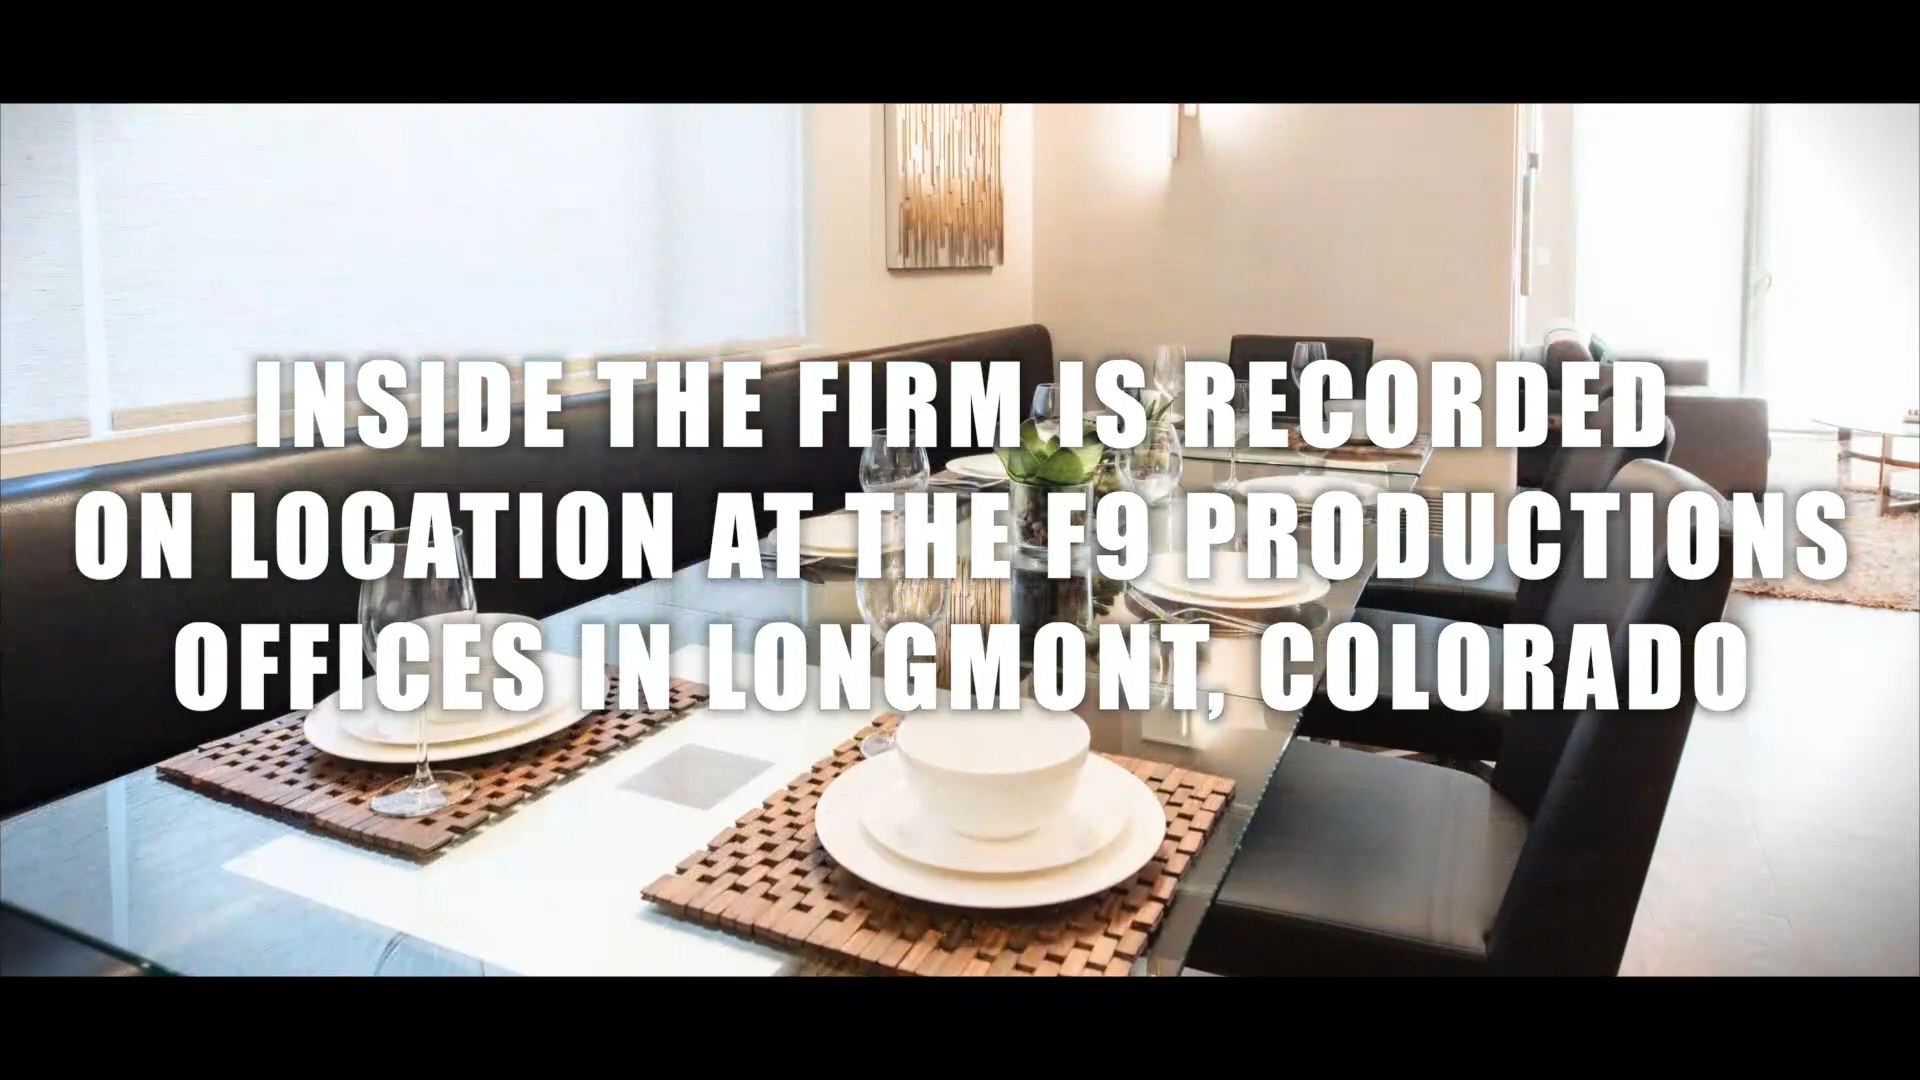 INSIDE THE FIRM IS RECORDED
ON LOCATION AT THE F9 PRODUCTIONS
OFFICES IN LONGMONT, COLORADO